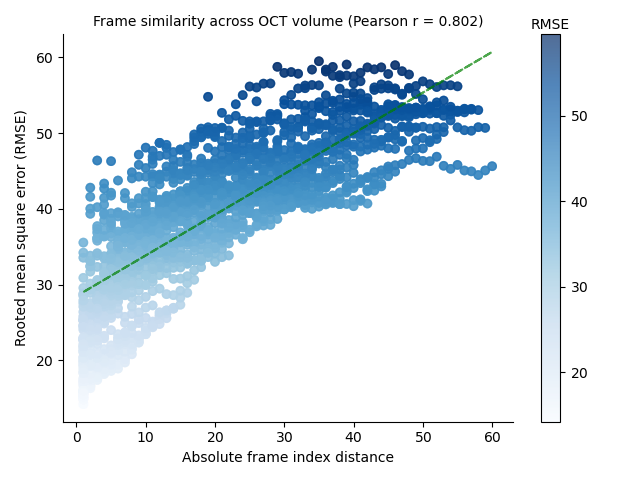 Frame similarity across OCT volume (Pearson r = 0.802)
RMSE
60
50
40
30
20
Rooted mean square error (RMSE)
0 10 20 30 40 50 60
Absolute frame index distance
50
40
30
20